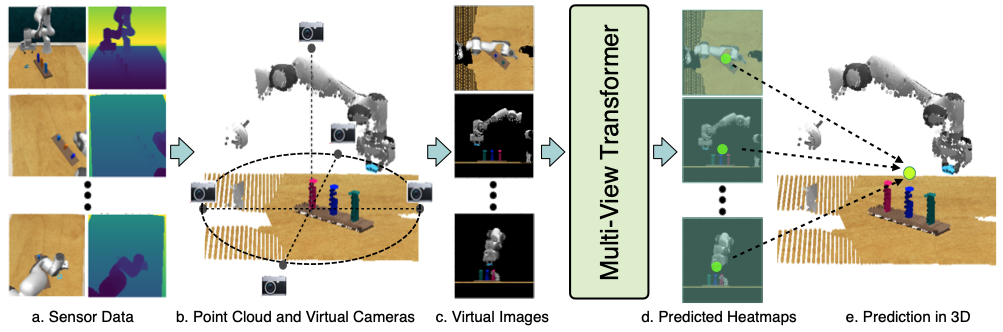 Multi-View Transformer
a. Sensor Data
b. Point Cloud and Virtual Cameras
c. Virtual Images
d. Predicted Heatmaps
e. Prediction in 3D